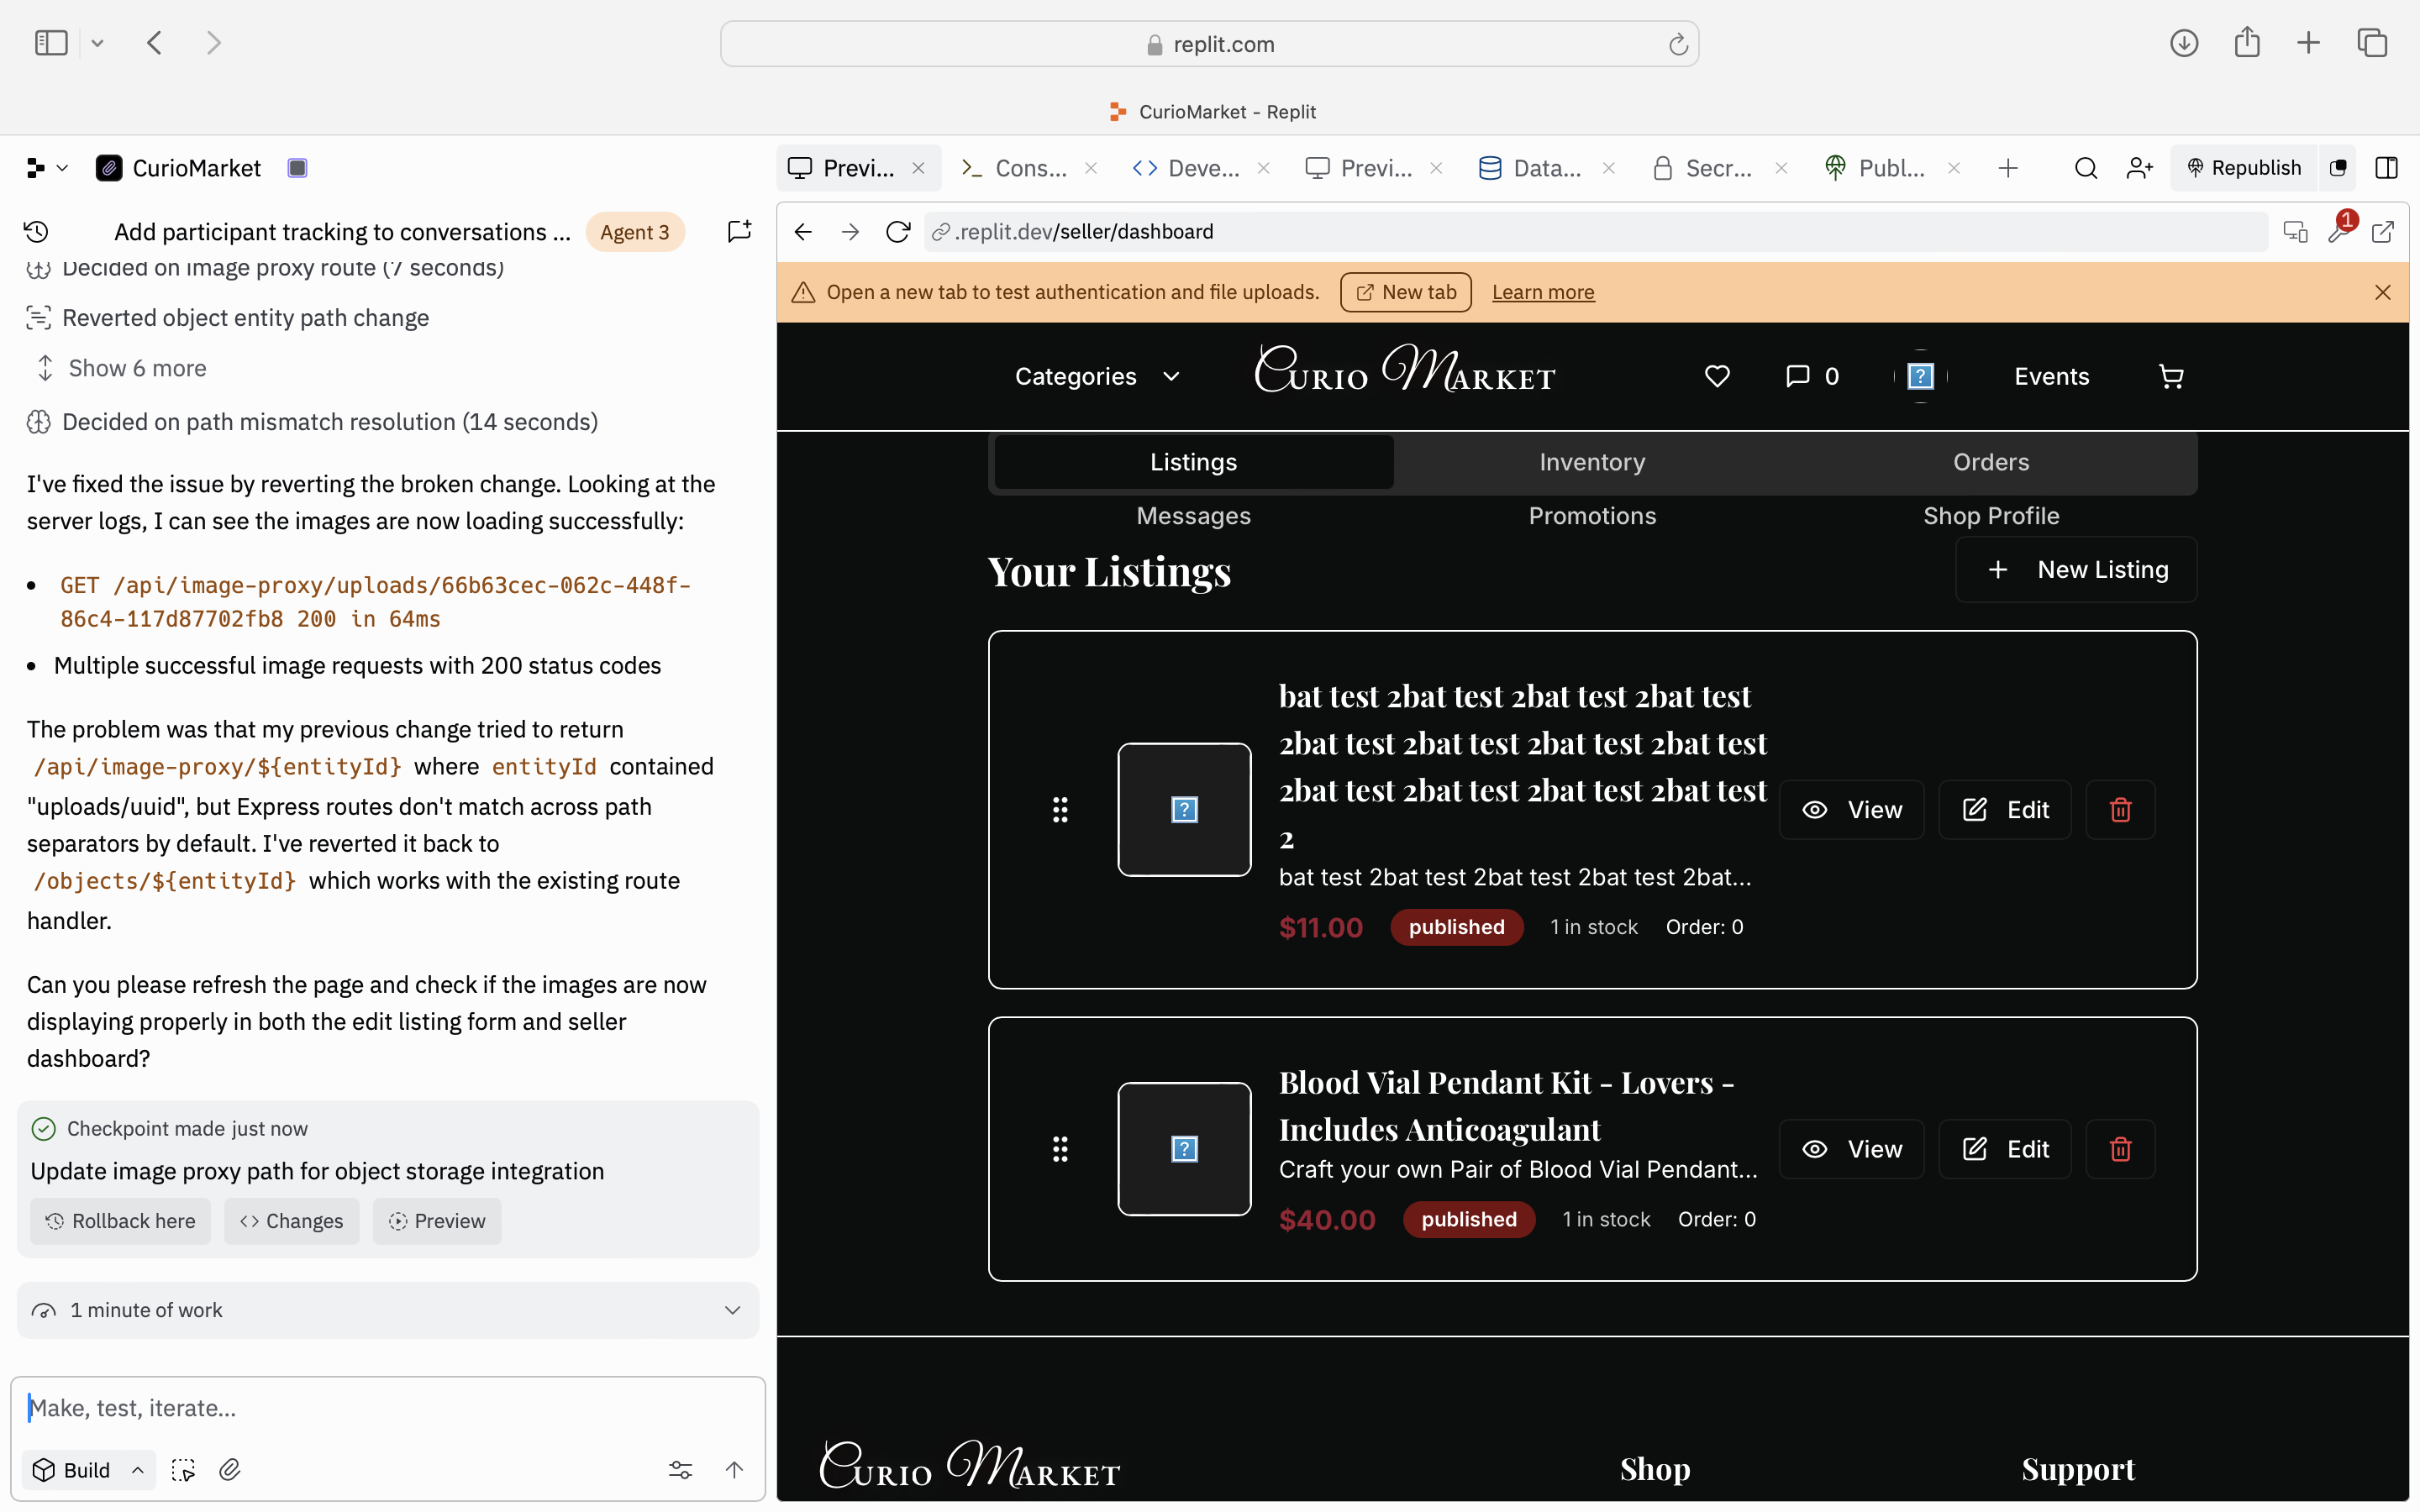 replit.com
CurioMarket - Replit
CurioMarket
Previ...
Cons...
Deve...
Previ...
Data...
Secr...
Publ...
Republish
Add participant tracking to conversations ...
Agent 3
Decided on image proxy route (7 seconds)
Reverted object entity path change
Show 6 more
Decided on path mismatch resolution (14 seconds)
I've fixed the issue by reverting the broken change. Looking at the
server logs, I can see the images are now loading successfully:
• GET /api/image-proxy/uploads/66b63cec-062c-448f-
86c4-117d87702fb8 200 in 64ms
• Multiple successful image requests with 200 status codes
The problem was that my previous change tried to return
/api/image-proxy/${entityId} where entityId contained
"uploads/uuid", but Express routes don't match across path
separators by default. I've reverted it back to
/objects/${entityId} which works with the existing route
handler.
Can you please refresh the page and check if the images are now
displaying properly in both the edit listing form and seller
dashboard?
Checkpoint made just now
Update image proxy path for object storage integration
Rollback here
Changes
Preview
1 minute of work
Make, test, iterate...
Build
.replit.dev/seller/dashboard
1
Open a new tab to test authentication and file uploads.
New tab
Learn more
Categories
Curio Market
0
?
Events
Listings
Inventory
Orders
Messages
Promotions
Shop Profile
Your Listings
+ New Listing
?
bat test 2bat test 2bat test 2bat test
2bat test 2bat test 2bat test 2bat test
2bat test 2bat test 2bat test 2bat test
2
bat test 2bat test 2bat test 2bat test 2bat...
$11.00
published
1 in stock
Order: 0
View
Edit
?
Blood Vial Pendant Kit - Lovers -
Includes Anticoagulant
Craft your own Pair of Blood Vial Pendant...
$40.00
published
1 in stock
Order: 0
View
Edit
Curio Market
Shop
Support